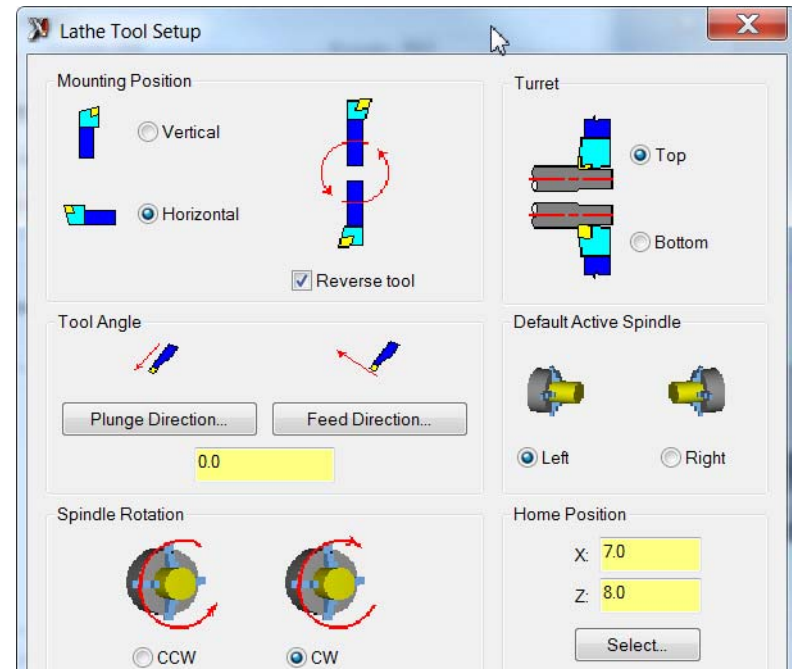 Lathe Tool Setup
Mounting Position
Vertical
Horizontal
Reverse tool
Turret
Top
Bottom
Tool Angle
Plunge Direction...
Feed Direction...
0.0
Default Active Spindle
Left
Right
Spindle Rotation
CCW
CW
Home Position
X: 7.0
Z: 8.0
Select...